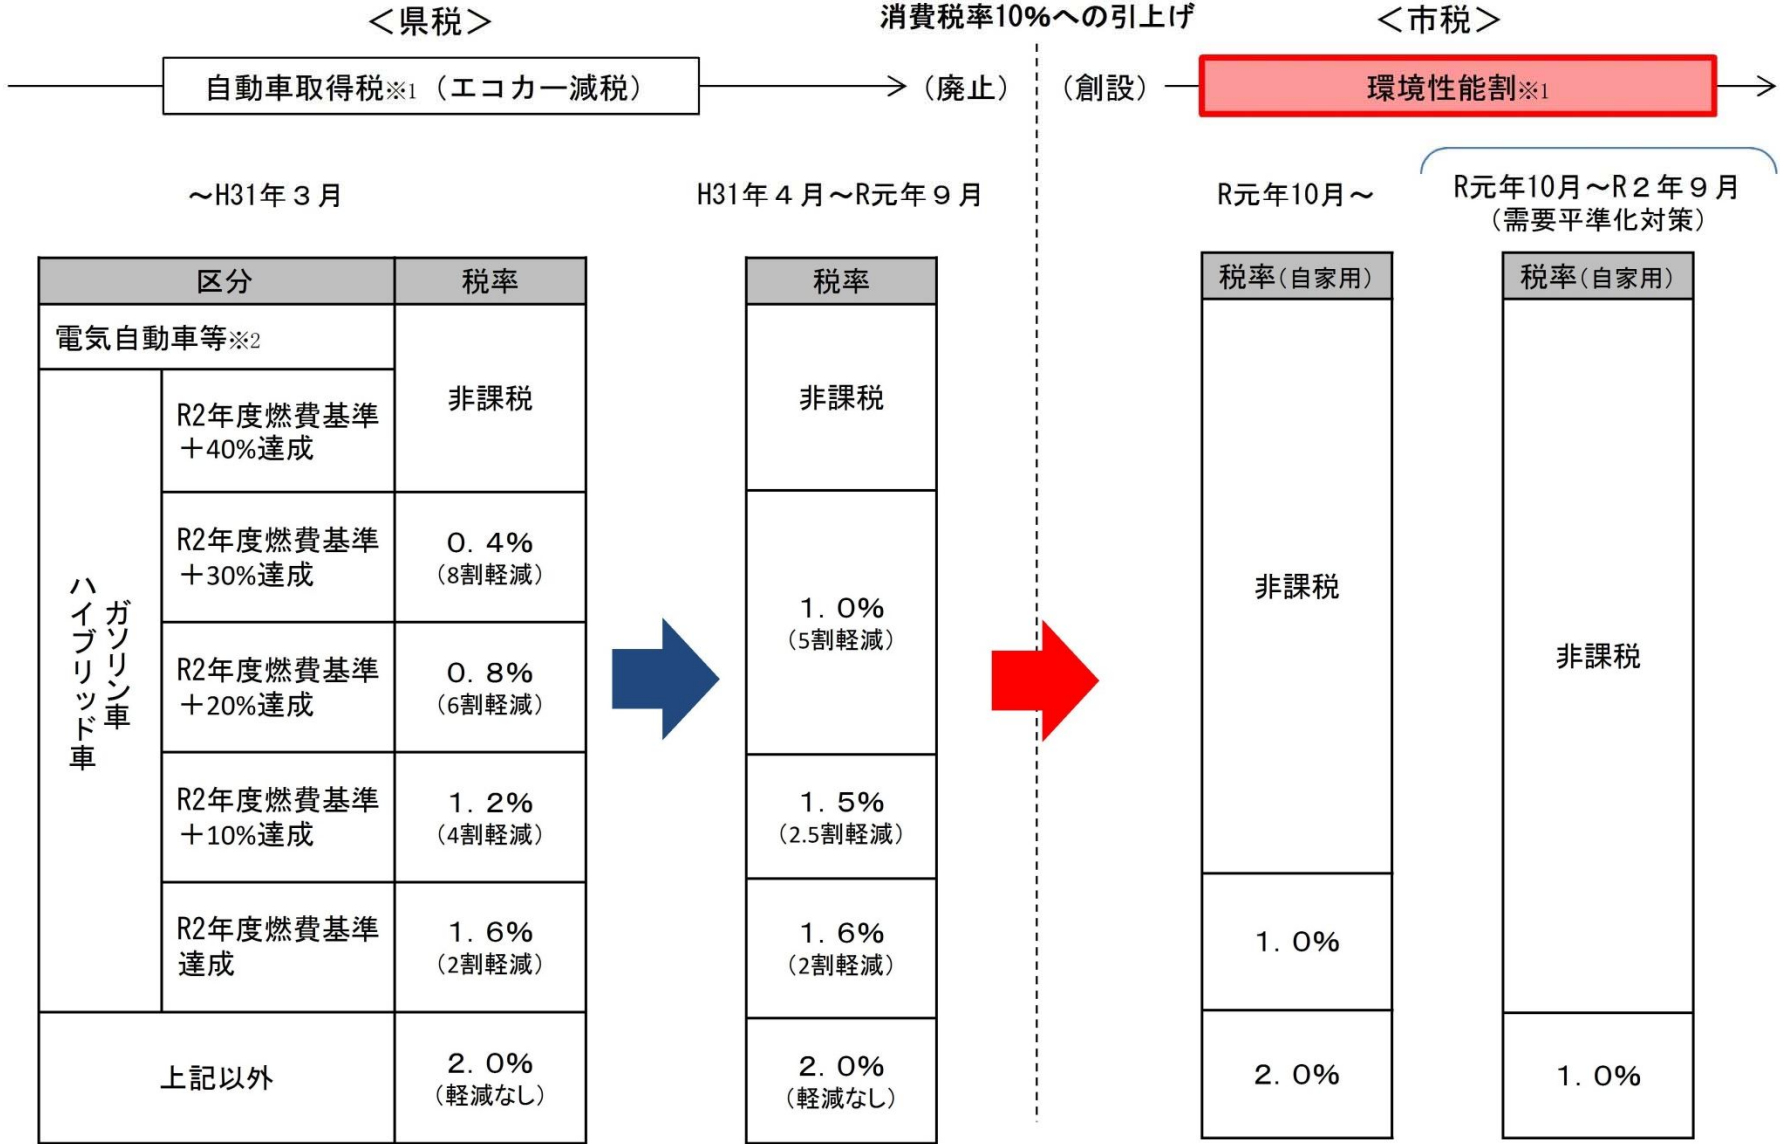 ＜県税＞
消費税率10%への引上げ
＜市税＞
自動車取得税※1（エコカー減税）
（廃止）
（創設）
環境性能割※1
～H31年３月
H31年４月～R元年９月
R元年10月～
R元年10月～R２年９月
（需要平準化対策）
区分
税率
税率
税率（自家用）
税率（自家用）
電気自動車等※2
ガソリン車
ハイブリッド車
R2年度燃費基準
＋40%達成
非課税
非課税
R2年度燃費基準
＋30%達成
０．４%
（8割軽減）
１．０%
（5割軽減）
R2年度燃費基準
＋20%達成
０．８%
（6割軽減）
R2年度燃費基準
＋10%達成
１．２%
（4割軽減）
１．５%
（2.5割軽減）
非課税
非課税
R2年度燃費基準
達成
１．６%
（2割軽減）
１．６%
（2割軽減）
１．０%
上記以外
２．０%
（軽減なし）
２．０%
（軽減なし）
２．０%
１．０%